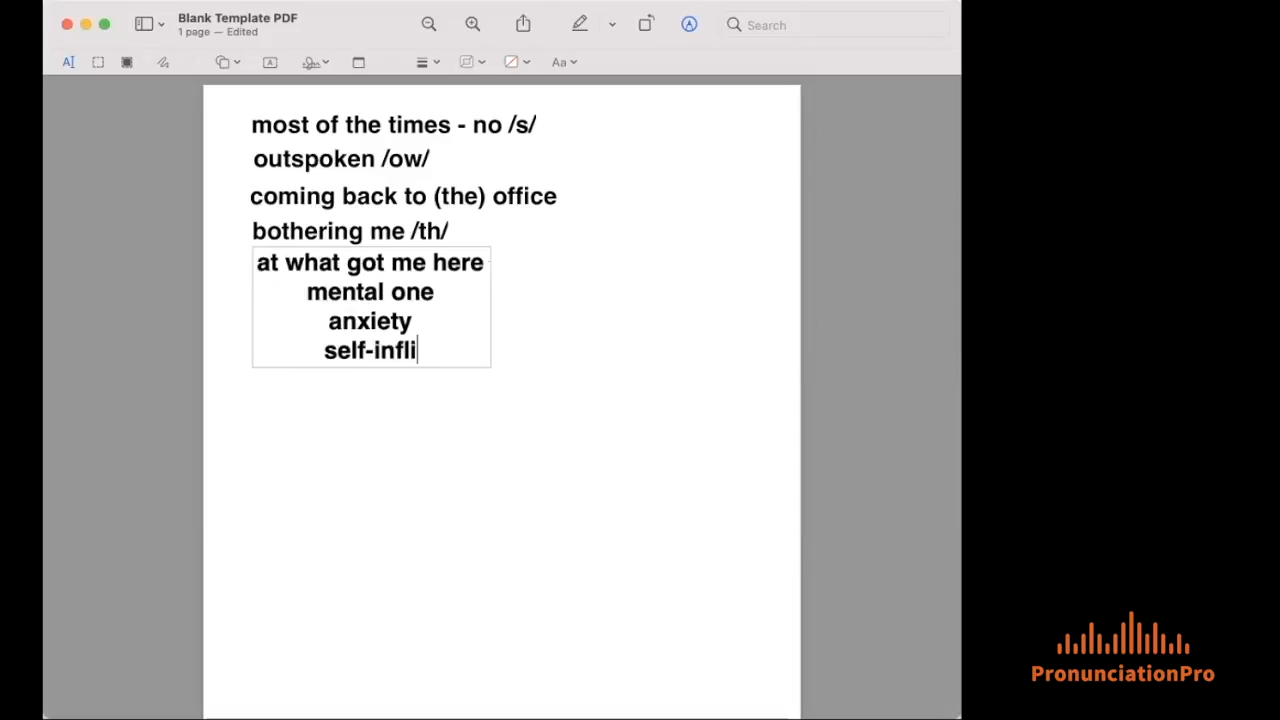 Blank Template PDF
1 page — Edited
Search
Aa
most of the times - no /s/
outspoken /ow/
coming back to (the) office
bothering me /th/
at what got me here
mental one
anxiety
self-infli
PronunciationPro